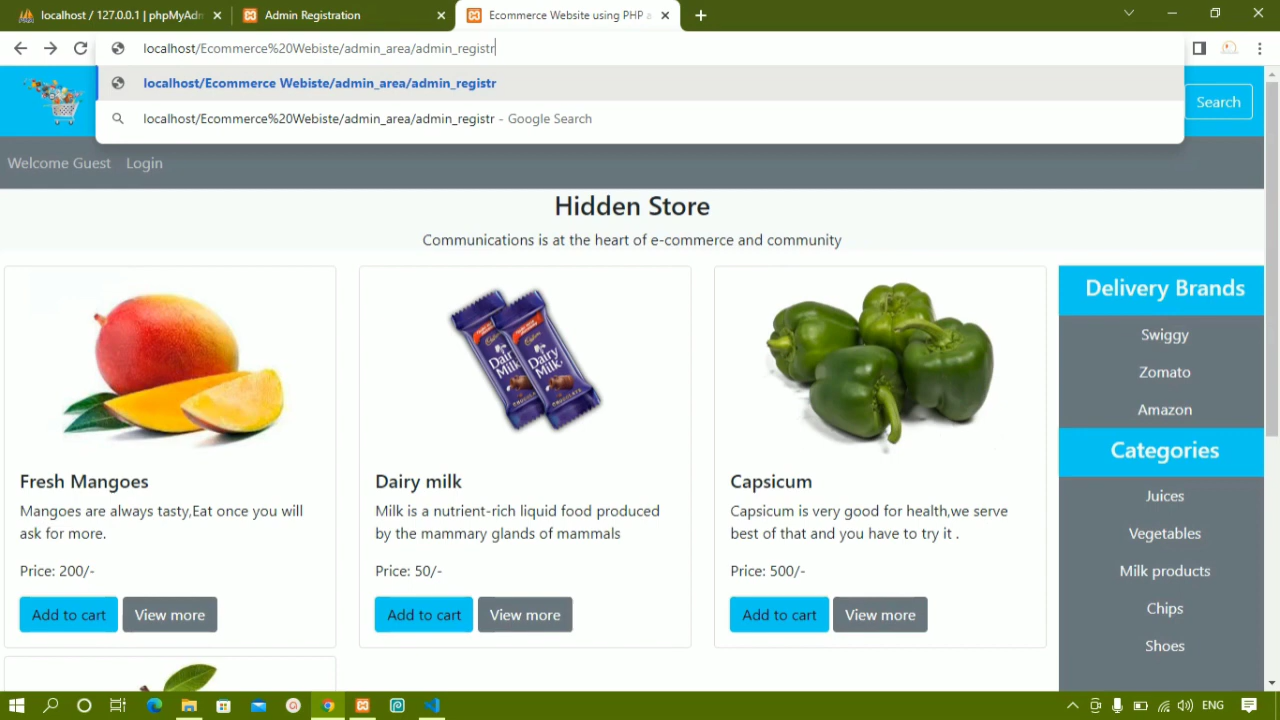 localhost / 127.0.0.1 | phpMyAdm
Admin Registration
Ecommerce Website using PHP a
localhost/Ecommerce%20Webiste/admin_area/admin_registr
localhost/Ecommerce Webiste/admin_area/admin_registr
localhost/Ecommerce%20Webiste/admin_area/admin_registr - Google Search
Search
Welcome Guest Login
Hidden Store
Communications is at the heart of e-commerce and community
Fresh Mangoes
Mangoes are always tasty,Eat once you will
ask for more.
Price: 200/-
Add to cart View more
Dairy Milk
Dairy Milk
Dairy milk
Milk is a nutrient-rich liquid food produced
by the mammary glands of mammals
Price: 50/-
Add to cart View more
Capsicum
Capsicum is very good for health,we serve
best of that and you have to try it .
Price: 500/-
Add to cart View more
Delivery Brands
Swiggy
Zomato
Amazon
Categories
Juices
Vegetables
Milk products
Chips
Shoes
ENG